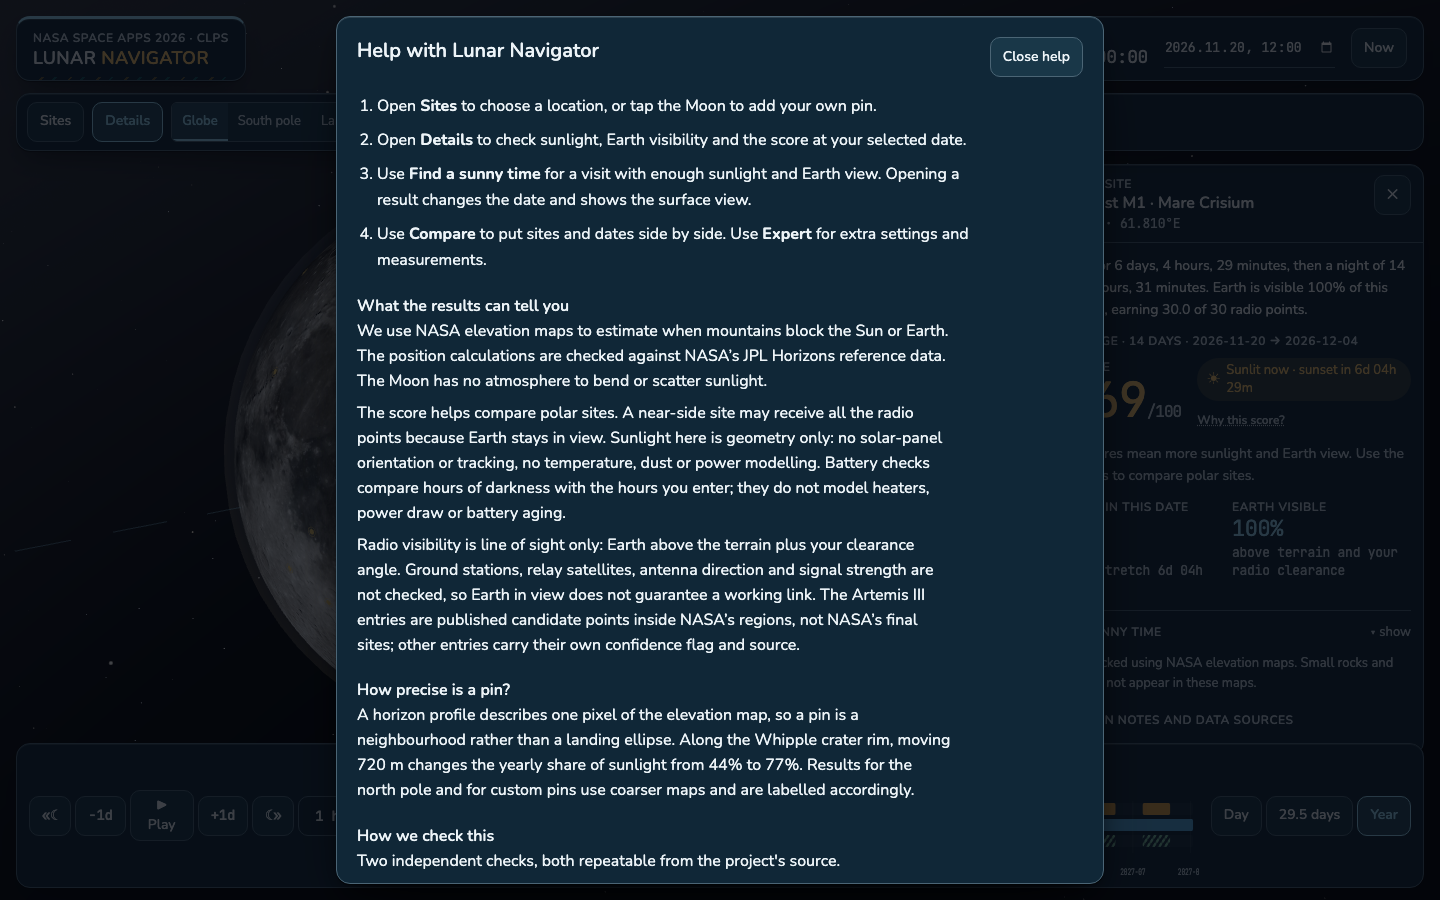 NASA SPACE APPS 2026 · CLPS
LUNAR NAVIGATOR
00:00
2026.11.20, 12:00
Now
Sites
Details
Globe
South pole
La
Help with Lunar Navigator
Close help
1. Open Sites to choose a location, or tap the Moon to add your own pin.
2. Open Details to check sunlight, Earth visibility and the score at your selected date.
3. Use Find a sunny time for a visit with enough sunlight and Earth view. Opening a
result changes the date and shows the surface view.
4. Use Compare to put sites and dates side by side. Use Expert for extra settings and
measurements.
What the results can tell you
We use NASA elevation maps to estimate when mountains block the Sun or Earth.
The position calculations are checked against NASA's JPL Horizons reference data.
The Moon has no atmosphere to bend or scatter sunlight.
The score helps compare polar sites. A near-side site may receive all the radio
points because Earth stays in view. Sunlight here is geometry only: no solar-panel
orientation or tracking, no temperature, dust or power modelling. Battery checks
compare hours of darkness with the hours you enter; they do not model heaters,
power draw or battery aging.
Radio visibility is line of sight only: Earth above the terrain plus your clearance
angle. Ground stations, relay satellites, antenna direction and signal strength are
not checked, so Earth in view does not guarantee a working link. The Artemis III
entries are published candidate points inside NASA's regions, not NASA's final
sites; other entries carry their own confidence flag and source.
How precise is a pin?
A horizon profile describes one pixel of the elevation map, so a pin is a
neighbourhood rather than a landing ellipse. Along the Whipple crater rim, moving
720 m changes the yearly share of sunlight from 44% to 77%. Results for the
north pole and for custom pins use coarser maps and are labelled accordingly.
How we check this
Two independent checks, both repeatable from the project's source.
SITE
st M1 · Mare Crisium
· 61.810°E
r 6 days, 4 hours, 29 minutes, then a night of 14
ours, 31 minutes. Earth is visible 100% of this
, earning 30.0 of 30 radio points.
GE · 14 DAYS · 2026-11-20 → 2026-12-04
E
69/100
Sunlit now · sunset in 6d 04h
29m
Why this score?
res mean more sunlight and Earth view. Use the
s to compare polar sites.
IN THIS DATE
EARTH VISIBLE
100%
tretch 6d 04h
above terrain and your
radio clearance
NNY TIME
show
cked using NASA elevation maps. Small rocks and
not appear in these maps.
N NOTES AND DATA SOURCES
«☾
-1d
▶
Play
+1d
☾»
1 h
2027-07
2027-0
Day
29.5 days
Year